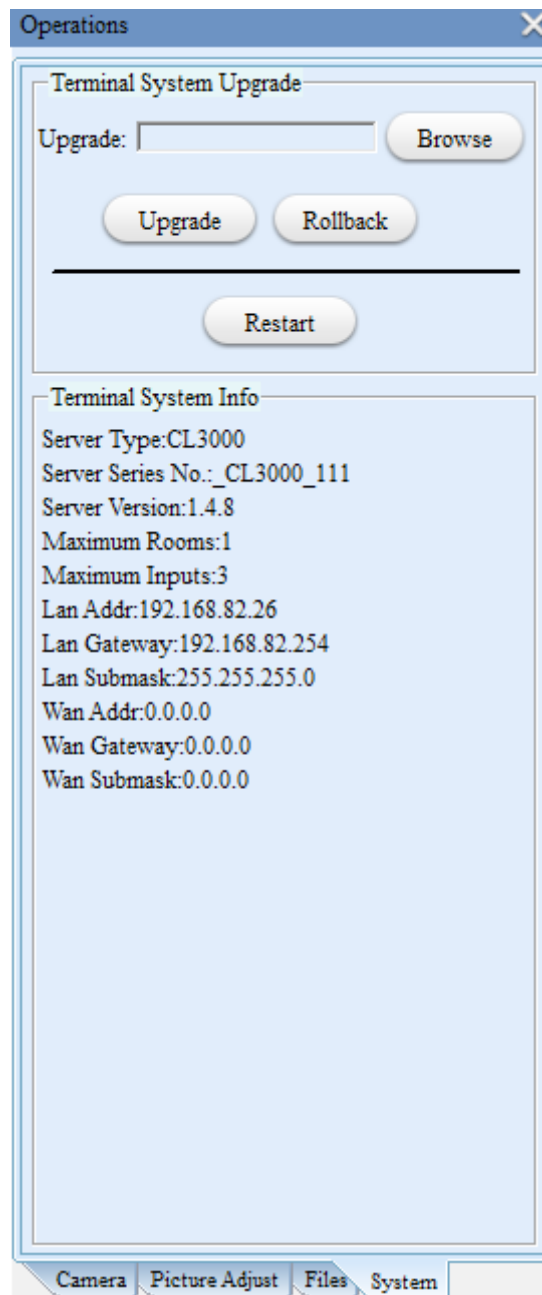 Operations
Terminal System Upgrade
Upgrade: Browse
Upgrade Rollback
Restart
Terminal System Info
Server Type:CL3000
Server Series No.:_CL3000_111
Server Version:1.4.8
Maximum Rooms:1
Maximum Inputs:3
Lan Addr:192.168.82.26
Lan Gateway:192.168.82.254
Lan Submask:255.255.255.0
Wan Addr:0.0.0.0
Wan Gateway:0.0.0.0
Wan Submask:0.0.0.0
Camera Picture Adjust Files System